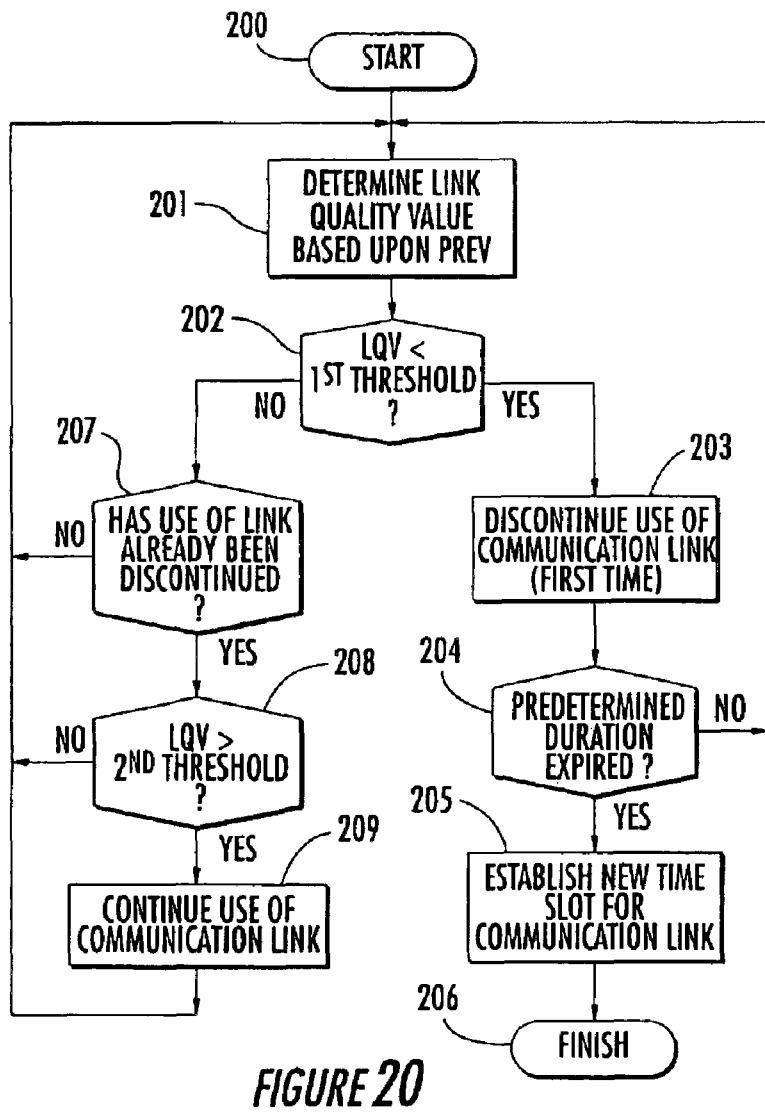 200
START
201
DETERMINE LINK
QUALITY VALUE
BASED UPON PREV
202
LQV <
1ST THRESHOLD
?
NO
YES
207
HAS USE OF LINK
ALREADY BEEN
DISCONTINUED
?
NO
YES
203
DISCONTINUE USE OF
COMMUNICATION LINK
(FIRST TIME)
208
LQV >
2ND THRESHOLD
?
NO
YES
204
PREDETERMINED
DURATION
EXPIRED ?
NO
YES
209
CONTINUE USE OF
COMMUNICATION LINK
205
ESTABLISH NEW TIME
SLOT FOR
COMMUNICATION LINK
206
FINISH
FIGURE 20